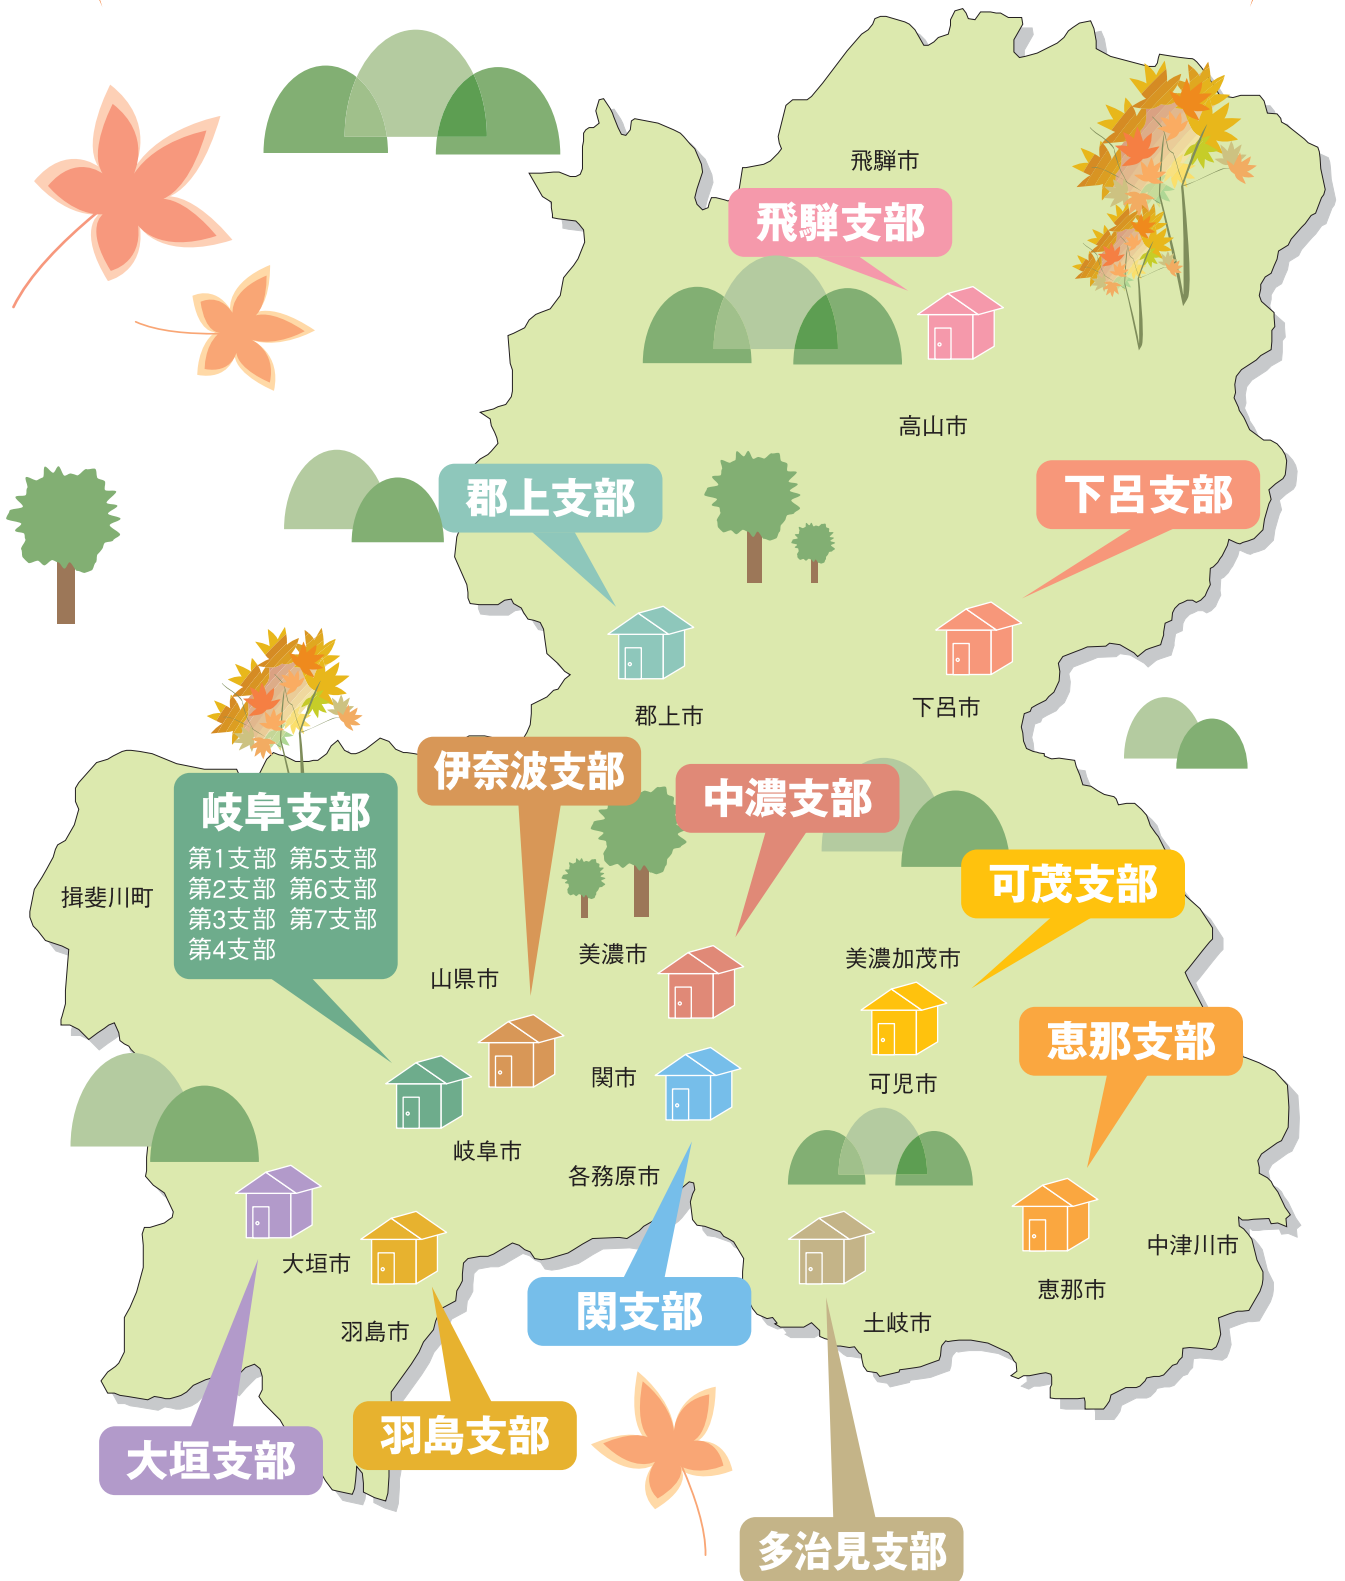 飛騨市
飛騨支部
高山市
郡上支部
下呂支部
郡上市
下呂市
伊奈波支部
中濃支部
岐阜支部
第1支部 第5支部
第2支部 第6支部
第3支部 第7支部
第4支部
可茂支部
揖斐川町
美濃市
美濃加茂市
山県市
恵那支部
関市
可児市
岐阜市
各務原市
中津川市
大垣市
恵那市
関支部
羽島市
土岐市
羽島支部
大垣支部
多治見支部